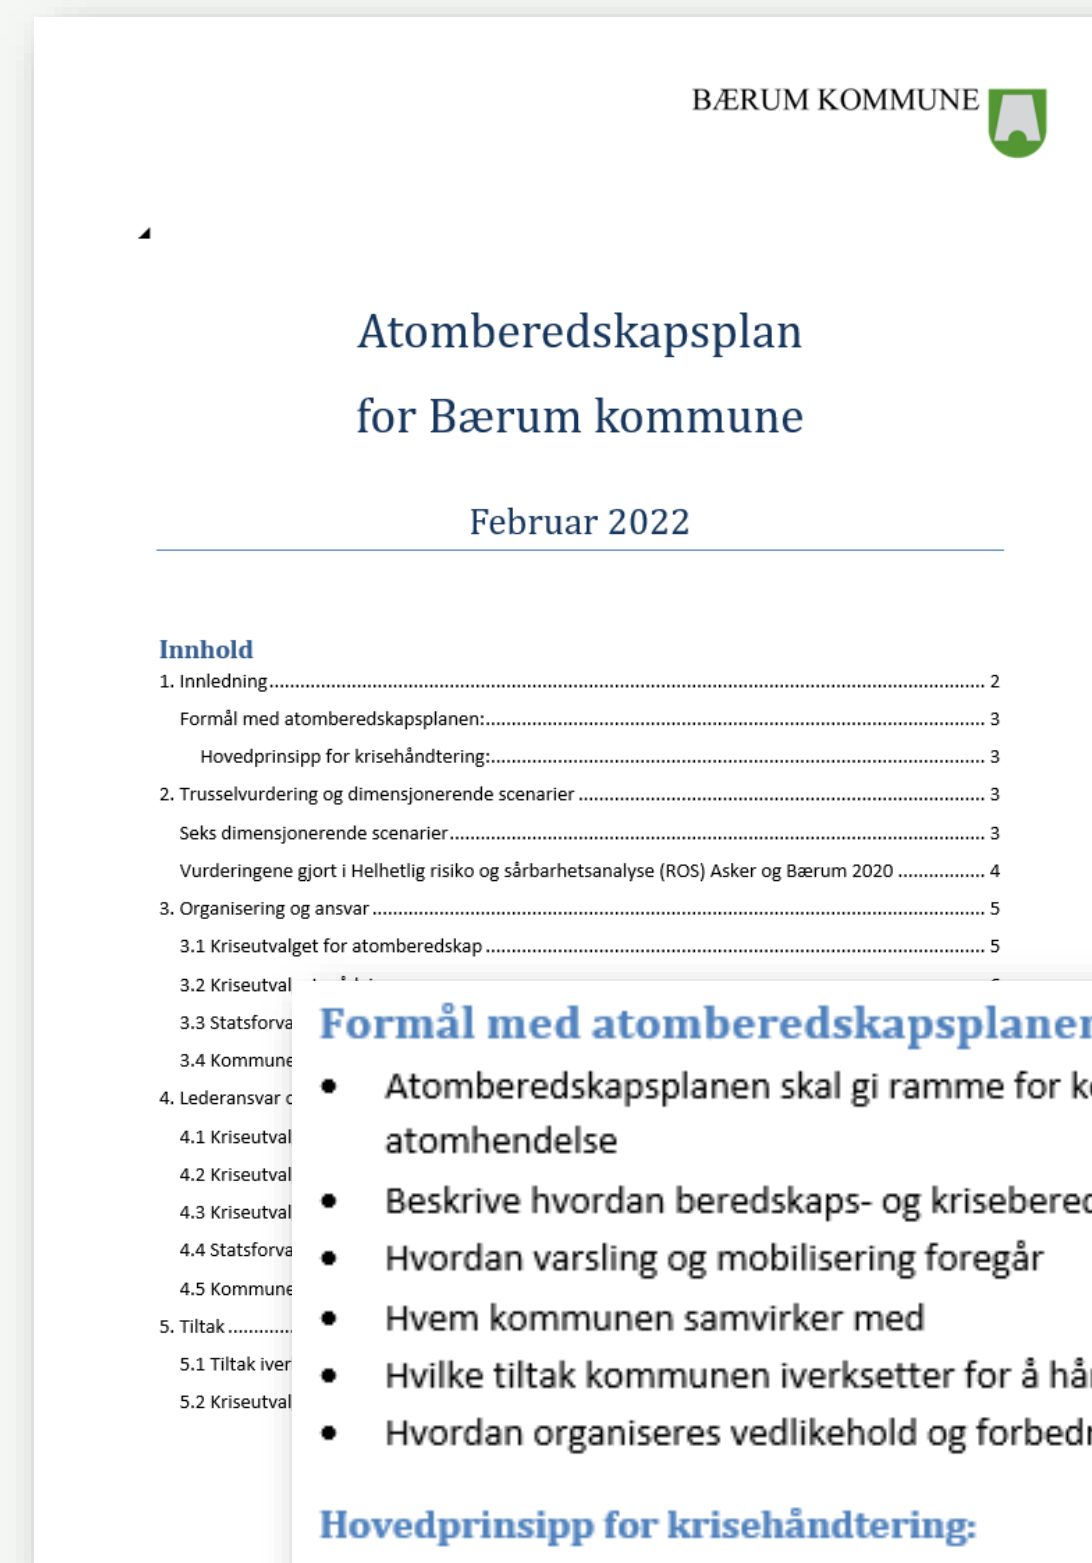 BÆRUM KOMMUNE
Atomberedskapsplan
for Bærum kommune
Februar 2022
Innhold
1. Innledning 2
Formål med atomberedskapsplanen: 3
Hovedprinsipp for krisehåndtering: 3
2. Trusselvurdering og dimensjonerende scenarier 3
Seks dimensjonerende scenarier 3
Vurderingene gjort i Helhetlig risiko og sårbarhetsanalyse (ROS) Asker og Bærum 2020 4
3. Organisering og ansvar 5
3.1 Kriseutvalget for atomberedskap 5
3.2 Kriseutval
3.3 Statsforva
3.4 Kommune
4. Lederansvar
4.1 Kriseutval
4.2 Kriseutval
4.3 Kriseutval
4.4 Statsforva
4.5 Kommune
5. Tiltak
5.1 Tiltak iver
5.2 Kriseutval
Formål med atomberedskapsplanen
• Atomberedskapsplanen skal gi ramme for
atomhendelse
• Beskrive hvordan beredskaps- og krisebered
• Hvordan varsling og mobilisering foregår
• Hvem kommunen samvirker med
• Hvilke tiltak kommunen iverksetter for å
• Hvordan organiseres vedlikehold og forbedr
Hovedprinsipp for krisehåndtering: